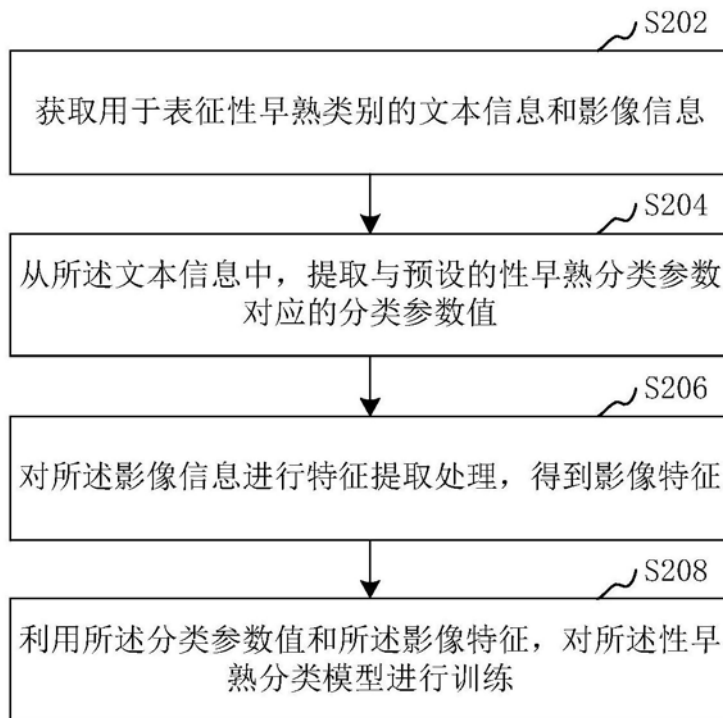 S202
获取用于表征性早熟类别的文本信息和影像信息
S204
从所述文本信息中，提取与预设的性早熟分类参数
对应的分类参数值
S206
对所述影像信息进行特征提取处理，得到影像特征
S208
利用所述分类参数值和所述影像特征，对所述性早
熟分类模型进行训练